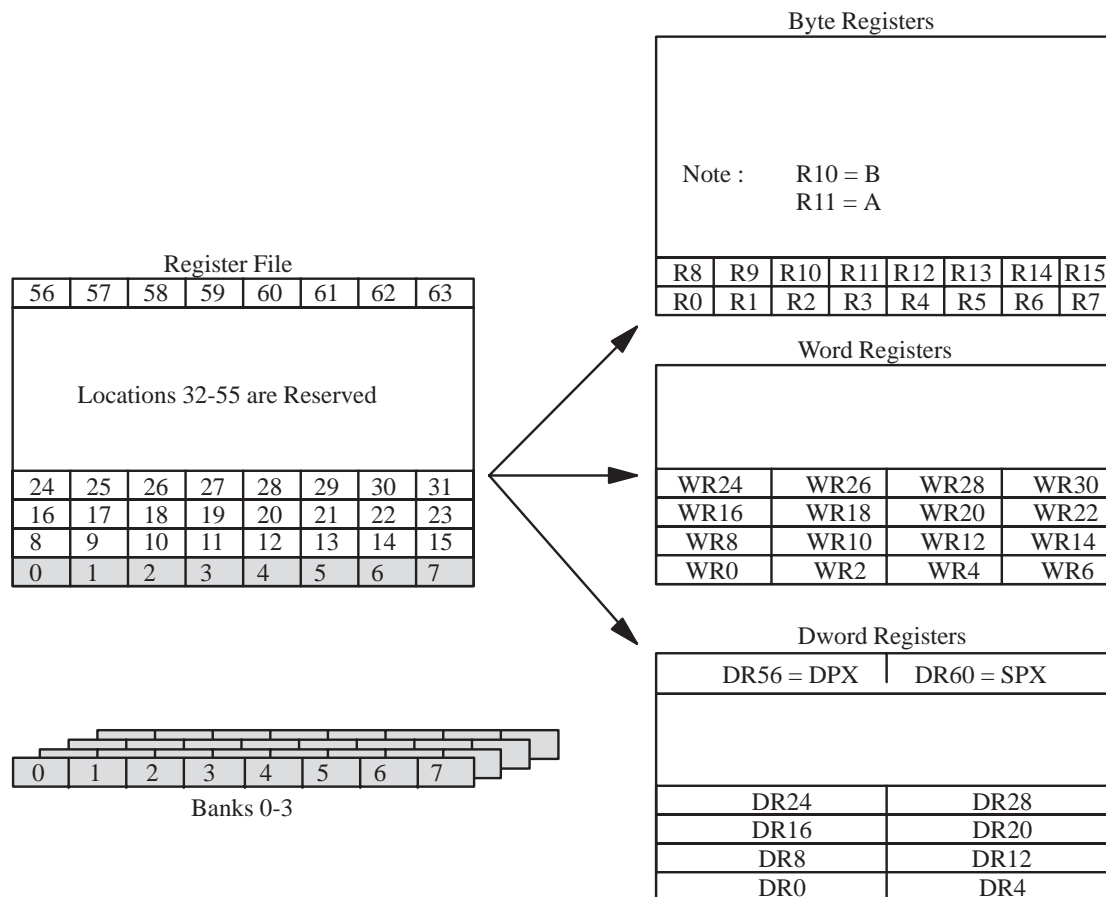 Byte Registers
Note : R10 = B
R11 = A
R8 R9 R10 R11 R12 R13 R14 R15
R0 R1 R2 R3 R4 R5 R6 R7
Register File
56 57 58 59 60 61 62 63
Locations 32-55 are Reserved
24 25 26 27 28 29 30 31
16 17 18 19 20 21 22 23
8 9 10 11 12 13 14 15
0 1 2 3 4 5 6 7
Word Registers
WR24 WR26 WR28 WR30
WR16 WR18 WR20 WR22
WR8 WR10 WR12 WR14
WR0 WR2 WR4 WR6
0 1 2 3 4 5 6 7
Banks 0-3
Dword Registers
DR56 = DPX DR60 = SPX
DR24 DR28
DR16 DR20
DR8 DR12
DR0 DR4